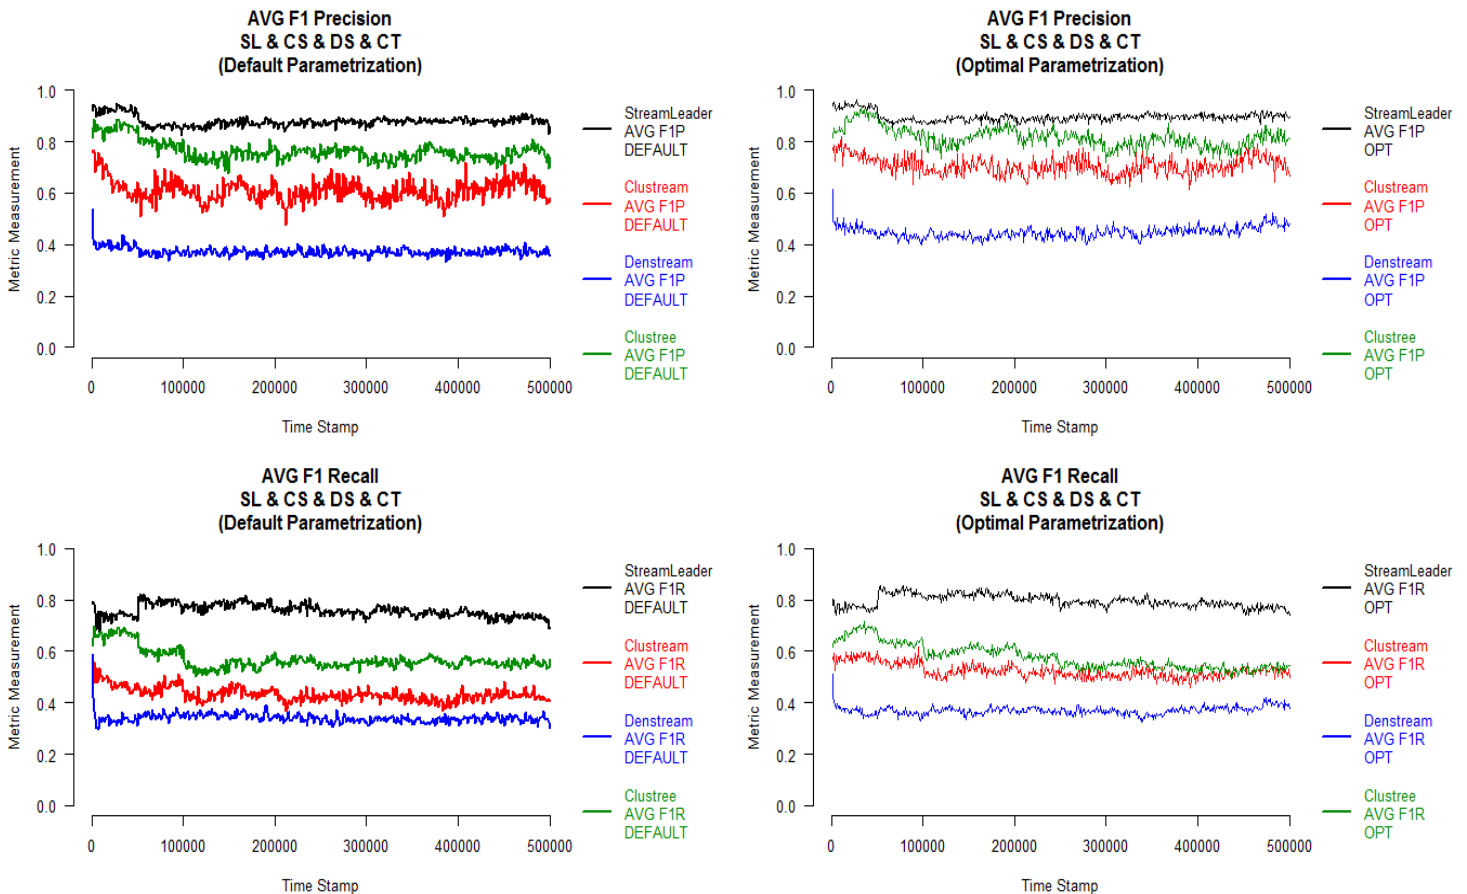 AVG F1 Precision
SL & CS & DS & CT
(Default Parametrization)
Metric Measurement
1.0
0.8
0.6
0.4
0.2
0.0
0
100000
200000
300000
400000
500000
Time Stamp
StreamLeader
AVG F1P
DEFAULT
Clustream
AVG F1P
DEFAULT
Denstream
AVG F1P
DEFAULT
Clustree
AVG F1P
DEFAULT
AVG F1 Precision
SL & CS & DS & CT
(Optimal Parametrization)
Metric Measurement
1.0
0.8
0.6
0.4
0.2
0.0
0
100000
200000
300000
400000
500000
Time Stamp
StreamLeader
AVG F1P
OPT
Clustream
AVG F1P
OPT
Denstream
AVG F1P
OPT
Clustree
AVG F1P
OPT
AVG F1 Recall
SL & CS & DS & CT
(Default Parametrization)
Metric Measurement
1.0
0.8
0.6
0.4
0.2
0.0
0
100000
200000
300000
400000
500000
Time Stamp
StreamLeader
AVG F1R
DEFAULT
Clustream
AVG F1R
DEFAULT
Denstream
AVG F1R
DEFAULT
Clustree
AVG F1R
DEFAULT
AVG F1 Recall
SL & CS & DS & CT
(Optimal Parametrization)
Metric Measurement
1.0
0.8
0.6
0.4
0.2
0.0
0
100000
200000
300000
400000
500000
Time Stamp
StreamLeader
AVG F1R
OPT
Clustream
AVG F1R
OPT
Denstream
AVG F1R
OPT
Clustree
AVG F1R
OPT